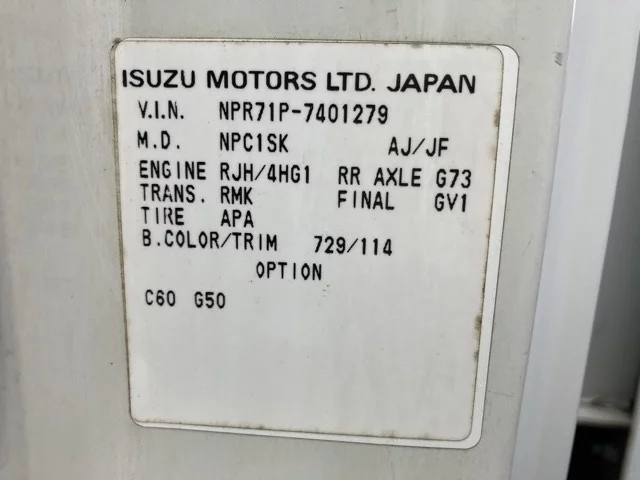 ISUZU MOTORS LTD. JAPAN
V.I.N. NPR71P-7401279
M.D. NPC1SK AJ/JF
ENGINE RJH/4HG1 RR AXLE G73
TRANS. RMK FINAL GV1
TIRE APA
B.COLOR/TRIM 729/114
OPTION
C60 G50